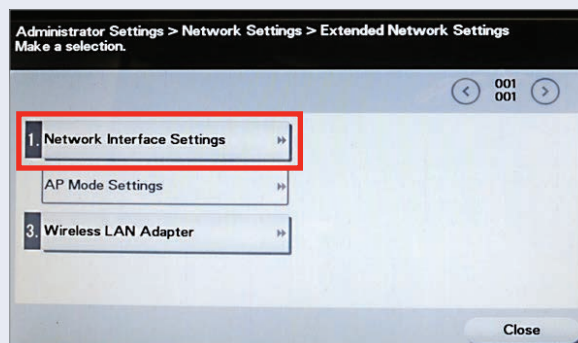 Administrator Settings > Network Settings > Extended Network Settings
Make a selection.
001
001
1. Network Interface Settings
AP Mode Settings
3. Wireless LAN Adapter
Close